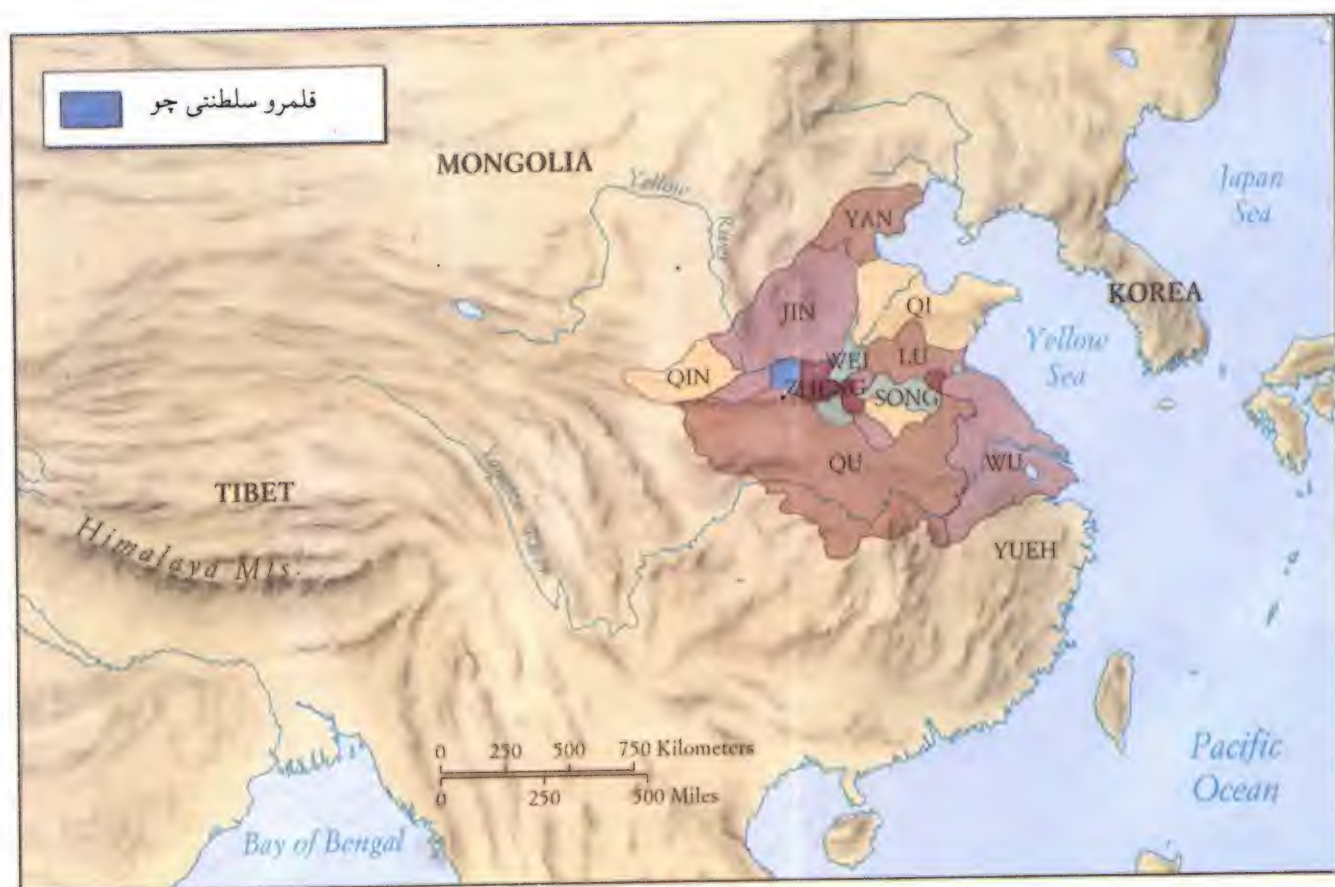 قلمرو سلطنتی چو
MONGOLIA
Yellow
River
Japan
Sea
YAN
JIN
QI
KOREA
Yellow
Sea
WEI
LU
QIN
ZHENG
SONG
QU
WU
TIBET
Himalaya Mts.
YUEH
0 250 500 750 Kilometers
0 250 500 Miles
Pacific
Ocean
Bay of Bengal